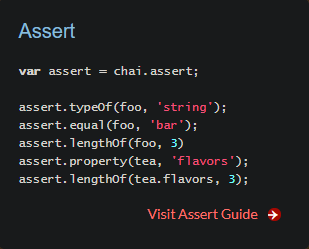 Assert
var assert = chai.assert;
assert.typeOf(foo, 'string');
assert.equal(foo, 'bar');
assert.lengthOf(foo, 3)
assert.property(tea, 'flavors');
assert.lengthOf(tea.flavors, 3);
Visit Assert Guide